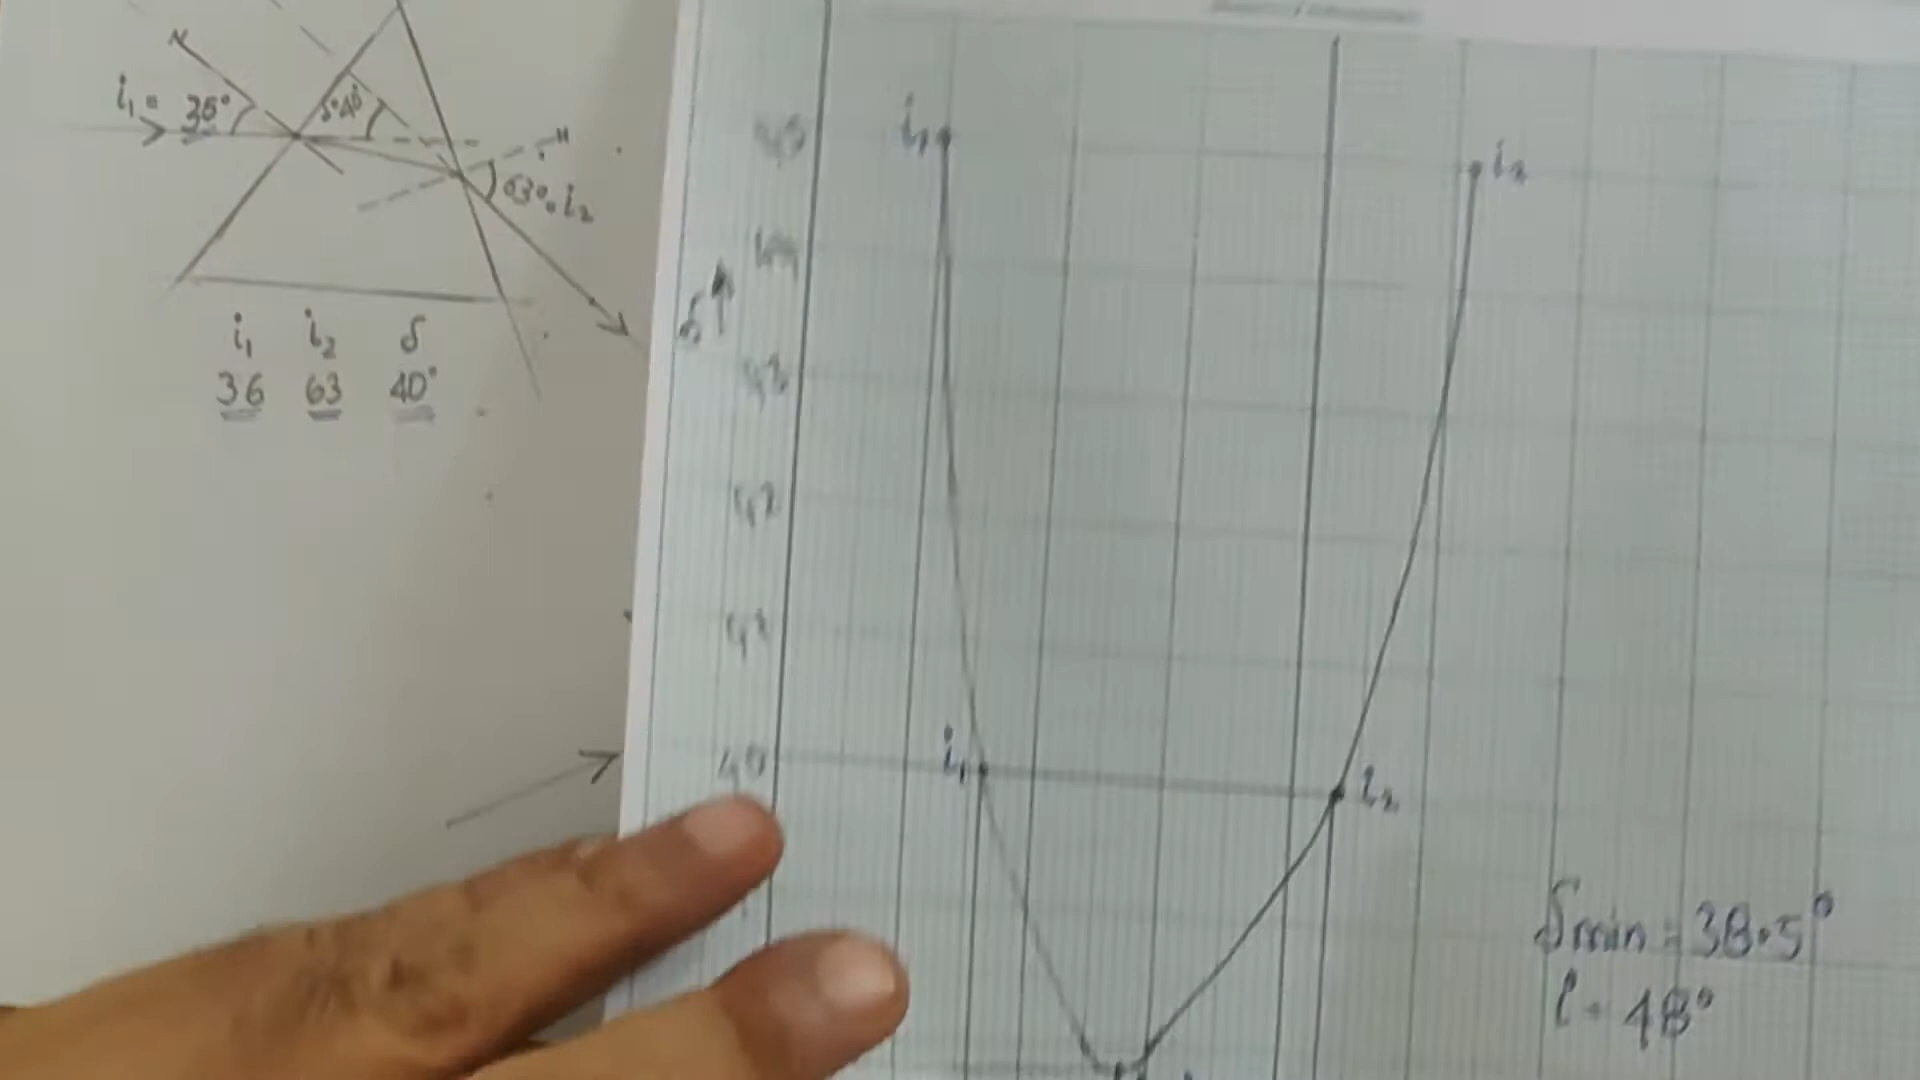 N
i₁ = 36°
δ=40°
N
63°=i₂
i₁ i₂ δ
36 63 40°
i₁
i₂
45
44
δ↑
43
42
41
40
i₁
i₂
δmin = 38.5°
i = 48°